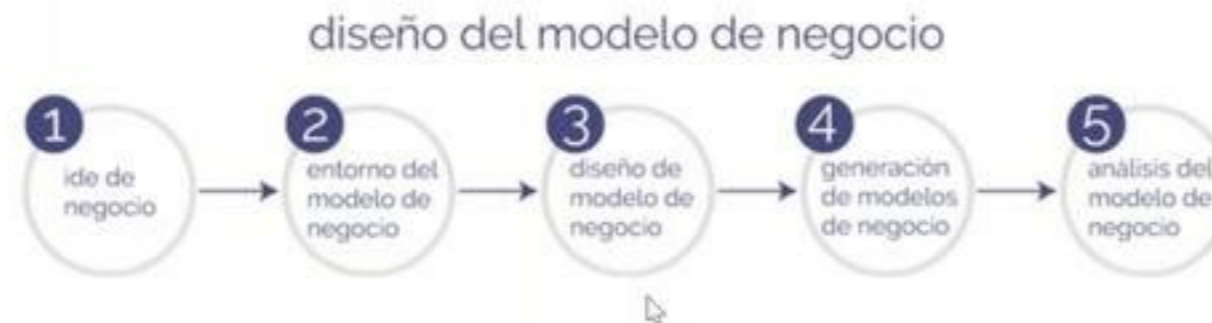 diseño del modelo de negocio
1
ide de
negocio
2
entorno del
modelo de
negocio
3
diseño de
modelo de
negocio
4
generación
de modelos
de negocio
5
análisis del
modelo de
negocio